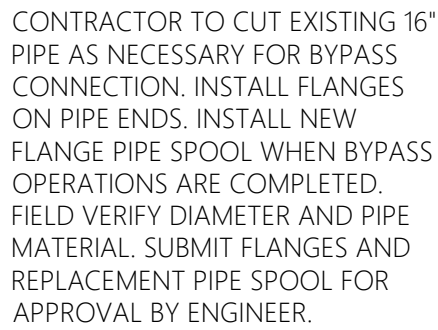 CONTRACTOR TO CUT EXISTING 16"
PIPE AS NECESSARY FOR BYPASS
CONNECTION. INSTALL FLANGES
ON PIPE ENDS. INSTALL NEW
FLANGE PIPE SPOOL WHEN BYPASS
OPERATIONS ARE COMPLETED.
FIELD VERIFY DIAMETER AND PIPE
MATERIAL. SUBMIT FLANGES AND
REPLACEMENT PIPE SPOOL FOR
APPROVAL BY ENGINEER.